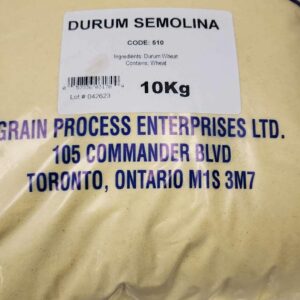 DURUM SEMOLINA
CODE: 510
Ingredients: Durum Wheat
Contains: Wheat
Lot # 042623
10Kg
GRAIN PROCESS ENTERPRISES LTD.
105 COMMANDER BLVD
TORONTO, ONTARIO M1S 3M7